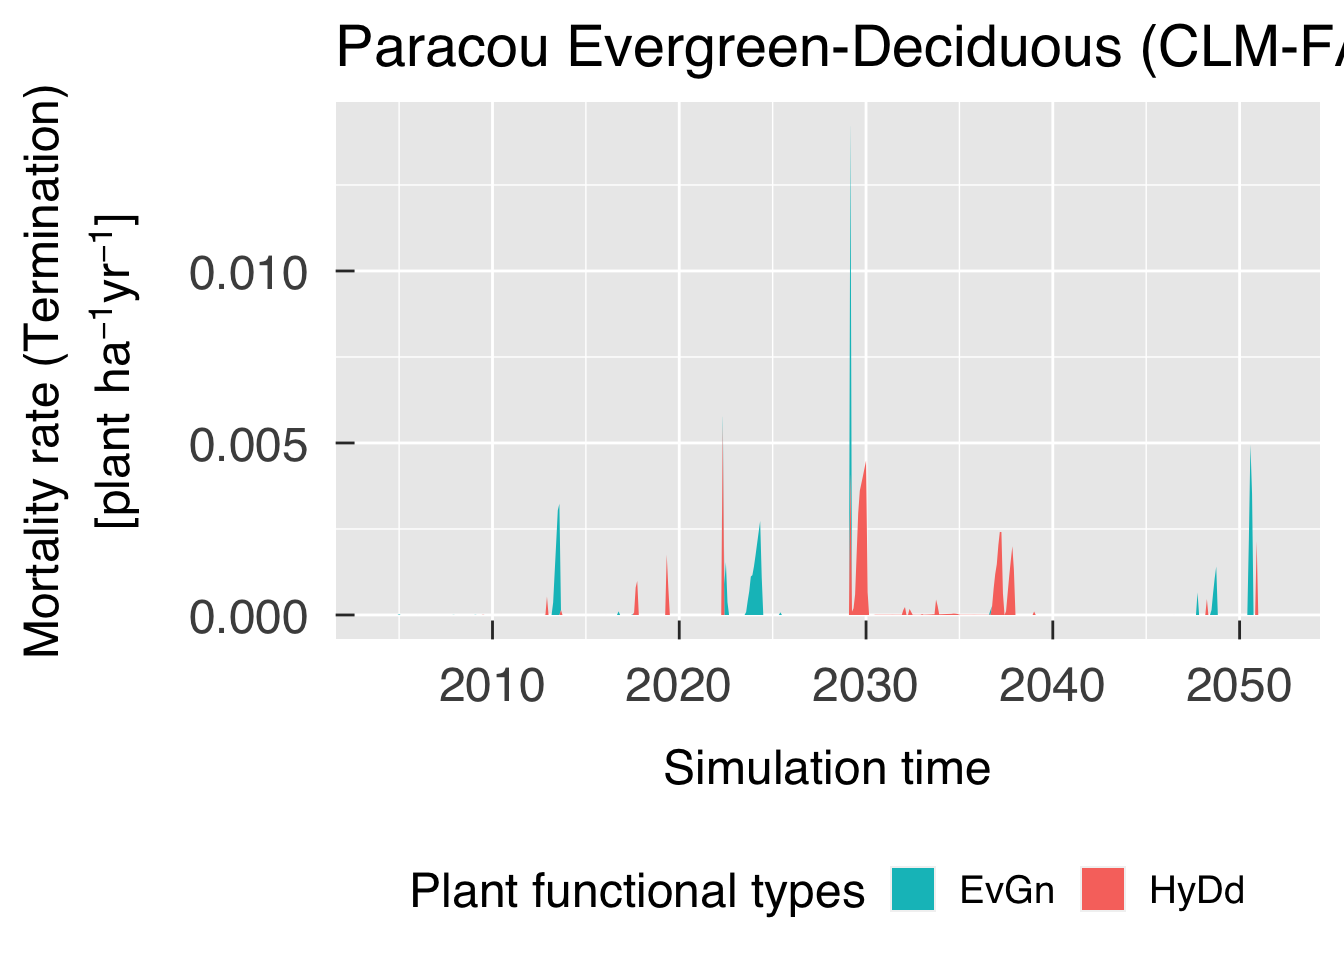 Paracou Evergreen-Deciduous (CLM-FA
Mortality rate (Termination)
[plant ha⁻¹yr⁻¹]
0.010
0.005
0.000
2010 2020 2030 2040 2050
Simulation time
Plant functional types EvGn HyDd